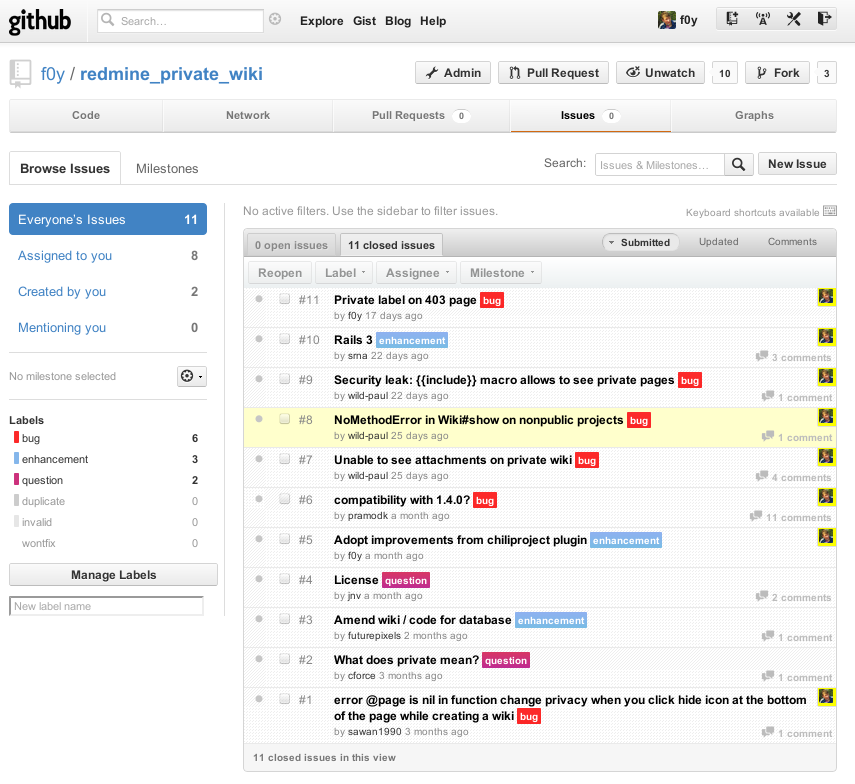 github Search… Explore Gist Blog Help f0y
f0y / redmine_private_wiki Admin Pull Request Unwatch 10 Fork 3
Code Network Pull Requests 0 Issues 0 Graphs
Browse Issues Milestones Search: Issues & Milestones… New Issue
Everyone's Issues 11
Assigned to you 8
Created by you 2
Mentioning you 0
No milestone selected
Labels
bug 6
enhancement 3
question 2
duplicate 0
invalid 0
wontfix 0
Manage Labels
New label name
No active filters. Use the sidebar to filter issues. Keyboard shortcuts available
0 open issues 11 closed issues Submitted Updated Comments
Reopen Label Assignee Milestone
#11 Private label on 403 page bug
by f0y 17 days ago
#10 Rails 3 enhancement
by sma 22 days ago 3 comments
#9 Security leak: {{include}} macro allows to see private pages bug
by wild-paul 22 days ago 1 comment
#8 NoMethodError in Wiki#show on nonpublic projects bug
by wild-paul 25 days ago 1 comment
#7 Unable to see attachments on private wiki bug
by wild-paul 25 days ago 4 comments
#6 compatibility with 1.4.0? bug
by pramodk a month ago 11 comments
#5 Adopt improvements from chiliproject plugin enhancement
by f0y a month ago
#4 License question
by jnv a month ago 2 comments
#3 Amend wiki / code for database enhancement
by futurepixels 2 months ago 1 comment
#2 What does private mean? question
by cforce 3 months ago 1 comment
#1 error @page is nil in function change privacy when you click hide icon at the bottom
of the page while creating a wiki bug
by sawan1990 3 months ago 1 comment
11 closed issues in this view